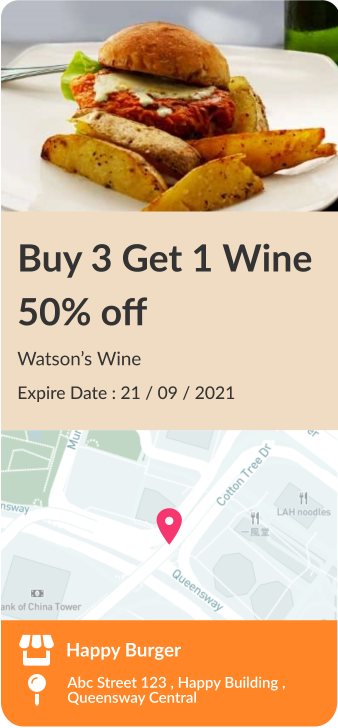 Buy 3 Get 1 Wine
50% off
Watson's Wine
Expire Date : 21 / 09 / 2021
Cotton Tree Dr
LAH noodles
一風堂
nsway
Queensway
ank of China Tower
Happy Burger
Abc Street 123 , Happy Building ,
Queensway Central